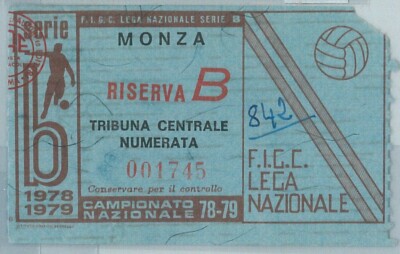 F.I.G.C. LEGA NAZIONALE SERIE B
serie
b
1978
1979
MONZA
RISERVA B
TRIBUNA CENTRALE
NUMERATA
001745
Conservare per il controllo
CAMPIONATO
NAZIONALE 78-79
842
F.I.G.C.
LEGA
NAZIONALE